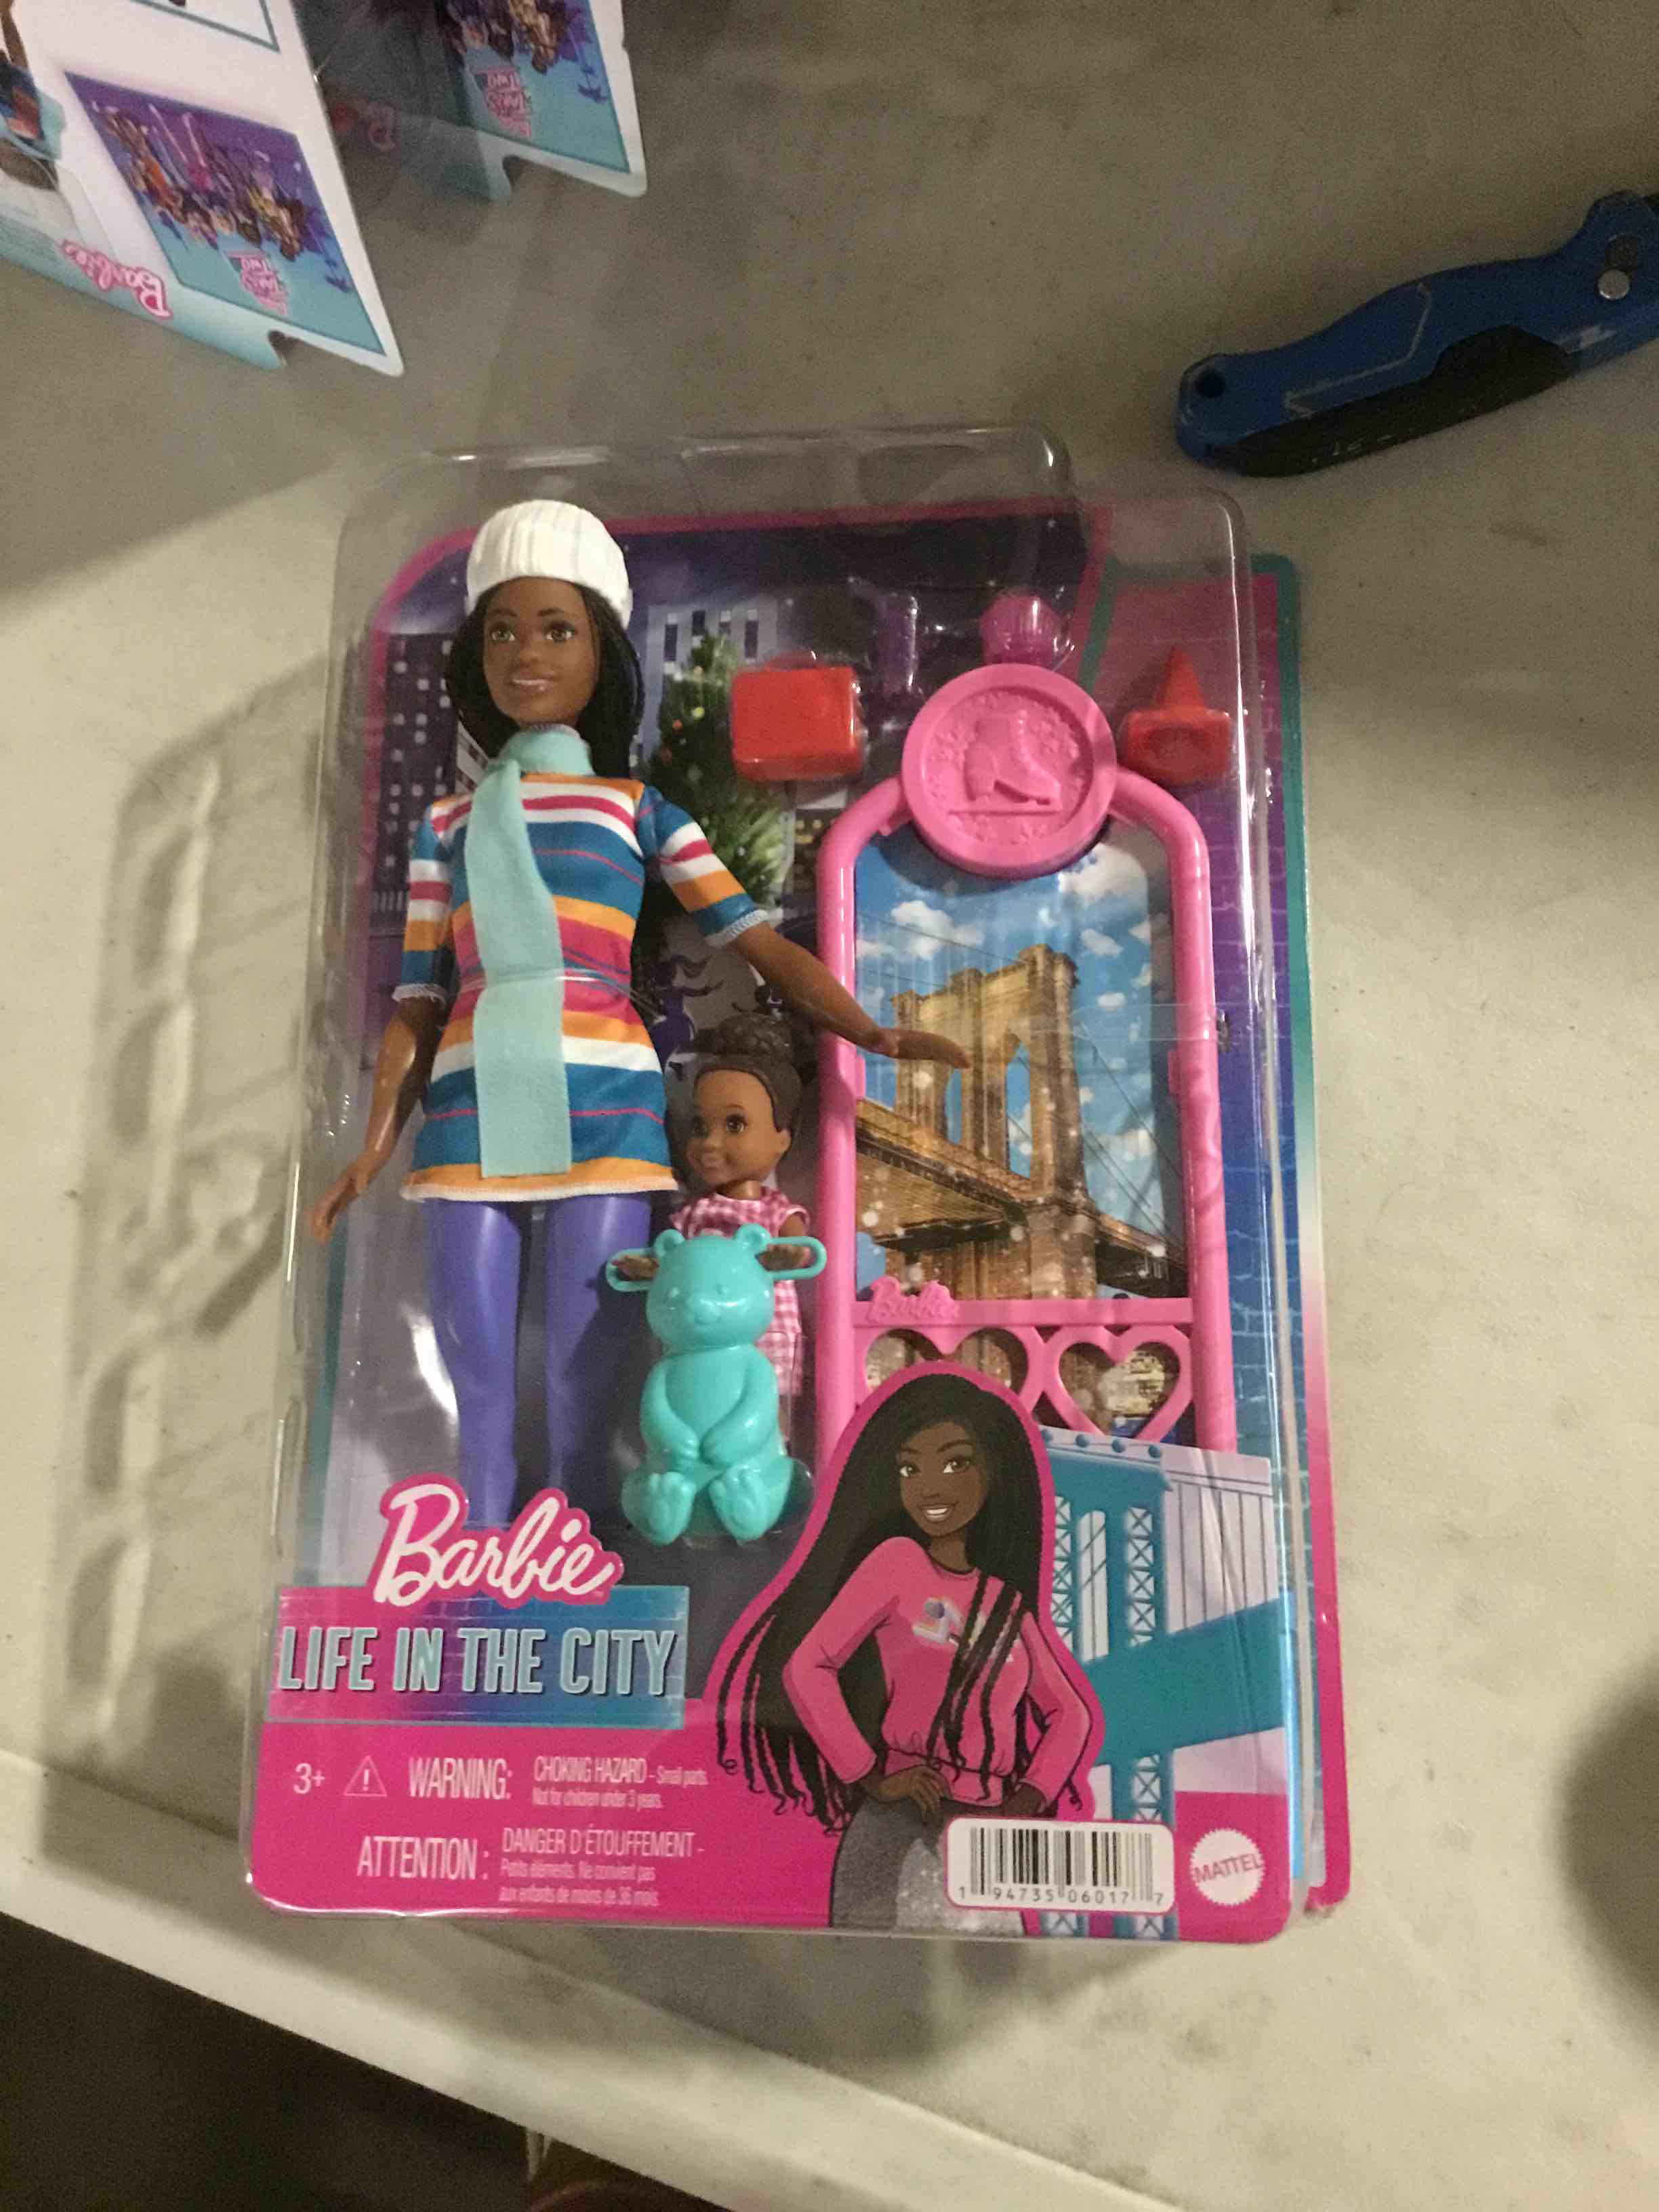 Barbie
Barbie
Barbie
LIFE IN THE CITY
3+ WARNING: CHOKING HAZARD - Small parts.
Not for children under 3 years.
ATTENTION : DANGER D'ÉTOUFFEMENT -
Petits éléments. Ne convient pas
aux enfants de moins de 36 mois.
1 94735 06017 7
MATTEL